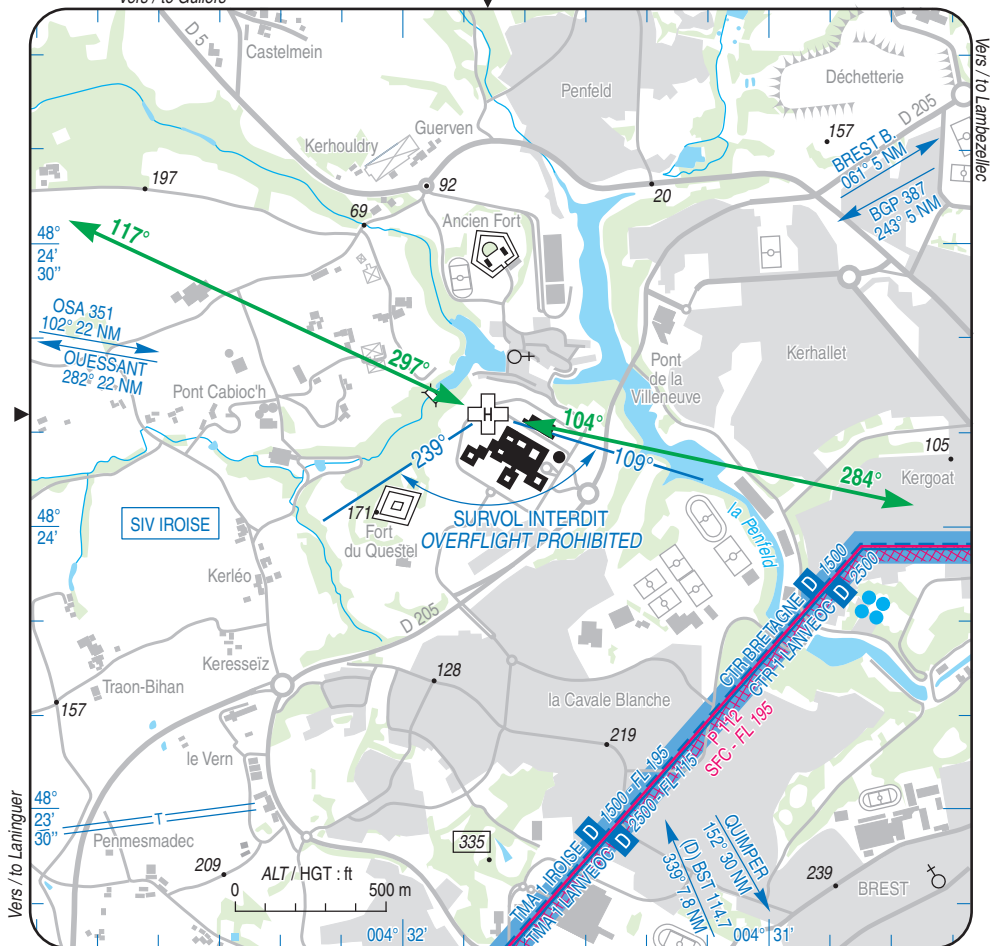 Vers / to Guilers
D 5
Castelmein
Penfeld
Déchetterie
Vers / to Lambezellec
D 205
Guerven
Kerhouldry
157
BREST B.
061° 5 NM
BGP 387
243° 5 NM
197
92
20
69
Ancien Fort
48°
24'
30''
117°
OSA 351
102° 22 NM
OUESSANT
282° 22 NM
297°
Pont
de la
Villeneuve
Kerhallet
Pont Cabioc'h
H
104°
239°
109°
105
284°
Kergoat
171
Fort
du Questel
SURVOL INTERDIT
OVERFLIGHT PROHIBITED
la Penfeld
48°
24'
SIV IROISE
Kerléo
D 205
D 1500
D 2500
CTR BRETAGNE
CTR 1 LANVEOC
Keresseïz
Traon-Bihan
128
la Cavale Blanche
157
P 112
SFC - FL 195
219
le Vern
48°
23'
30''
T
Penmesmadec
1500 - FL 195
2500 - FL 115
D
D
TMA 1 IROISE
TMA 1 LANVEOC
335
QUIMPER
152° 30 NM
(D) BST 114.7
339° 7.8 NM
209
ALT / HGT : ft
0 500 m
239
BREST
Vers / to Laninguer
004° 32'
004° 31'